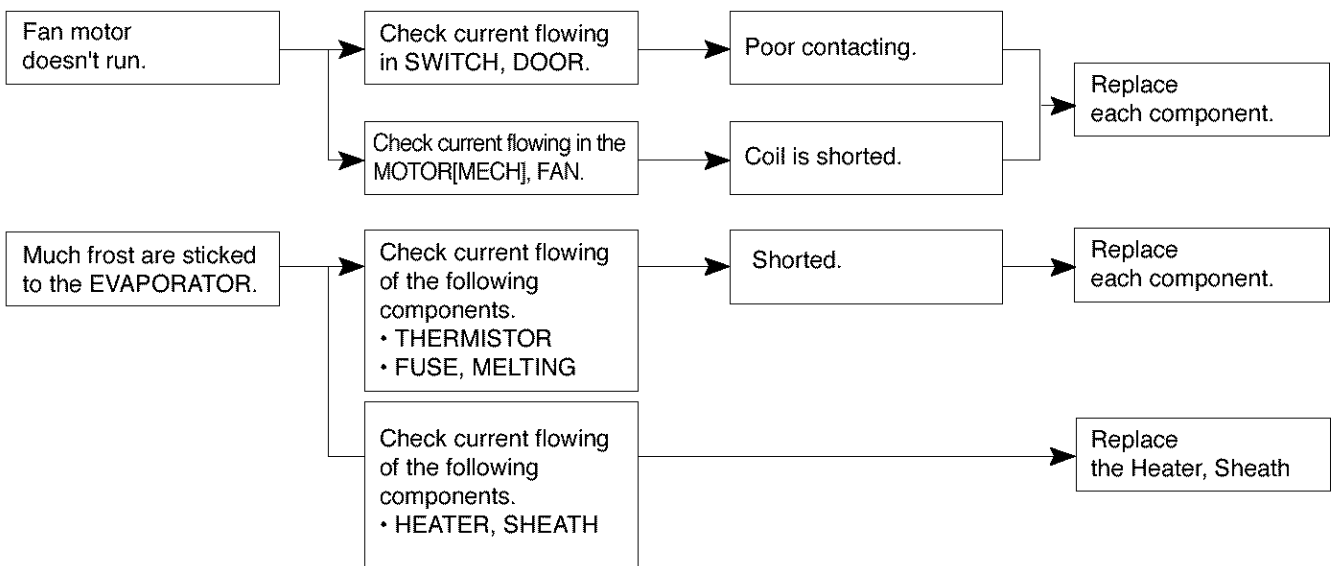 Fan motor
doesn't run.
Check current flowing
in SWITCH, DOOR.
Poor contacting.
Replace
each component.
Check current flowing in the
MOTOR[MECH], FAN.
Coil is shorted.
Much frost are sticked
to the EVAPORATOR.
Check current flowing
of the following
components.
• THERMISTOR
• FUSE, MELTING
Shorted.
Replace
each component.
Check current flowing
of the following
components.
• HEATER, SHEATH
Replace
the Heater, Sheath